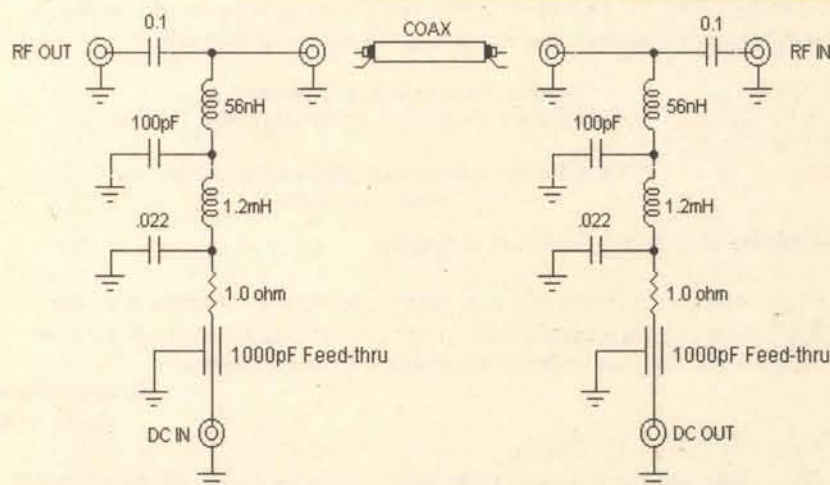 0.1
COAX
0.1
RF OUT
RF IN
56nH
56nH
100pF
100pF
1.2mH
1.2mH
.022
.022
1.0 ohm
1.0 ohm
1000pF Feed-thru
1000pF Feed-thru
DC IN
DC OUT